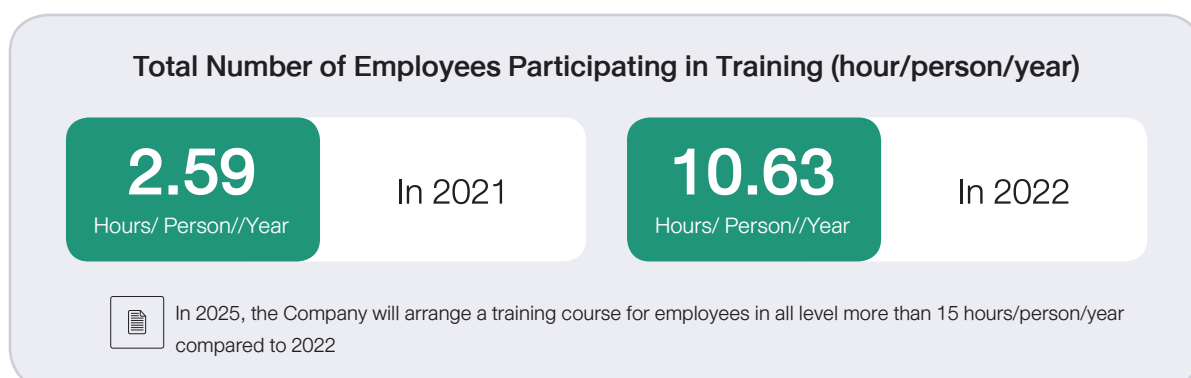 Total Number of Employees Participating in Training (hour/person/year)
2.59
Hours/ Person//Year
In 2021
10.63
Hours/ Person//Year
In 2022
In 2025, the Company will arrange a training course for employees in all level more than 15 hours/person/year
compared to 2022